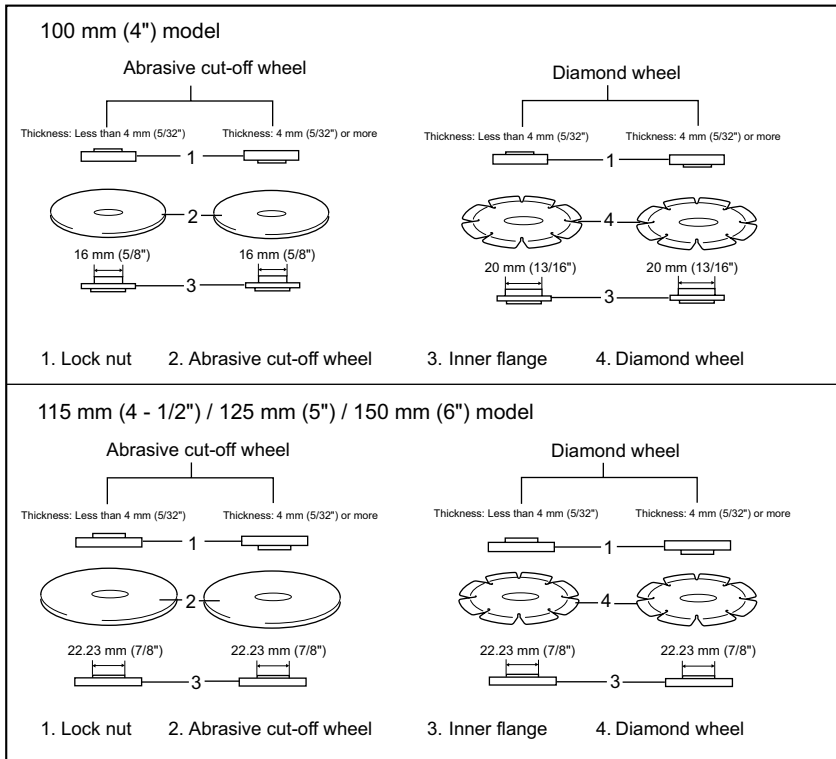 100 mm (4") model
Abrasive cut-off wheel
Diamond wheel
Thickness: Less than 4 mm (5/32")
Thickness: 4 mm (5/32") or more
Thickness: Less than 4 mm (5/32")
Thickness: 4 mm (5/32") or more
1
1
2
4
16 mm (5/8")
16 mm (5/8")
20 mm (13/16")
20 mm (13/16")
3
3
1. Lock nut
2. Abrasive cut-off wheel
3. Inner flange
4. Diamond wheel
115 mm (4 - 1/2") / 125 mm (5") / 150 mm (6") model
Abrasive cut-off wheel
Diamond wheel
Thickness: Less than 4 mm (5/32")
Thickness: 4 mm (5/32") or more
Thickness: Less than 4 mm (5/32")
Thickness: 4 mm (5/32") or more
1
1
2
4
22.23 mm (7/8")
22.23 mm (7/8")
22.23 mm (7/8")
22.23 mm (7/8")
3
3
1. Lock nut
2. Abrasive cut-off wheel
3. Inner flange
4. Diamond wheel